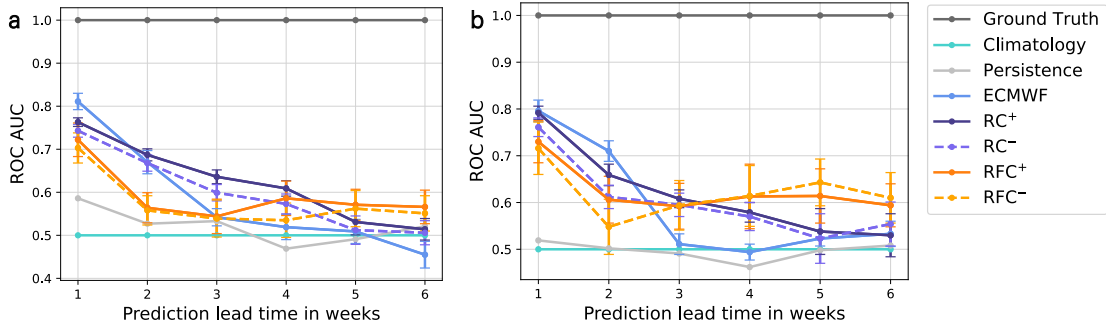 a
1.0
0.9
0.8
0.7
0.6
0.5
0.4
ROC AUC
1 2 3 4 5 6
Prediction lead time in weeks
b
1.0
0.9
0.8
0.7
0.6
0.5
ROC AUC
1 2 3 4 5 6
Prediction lead time in weeks
Ground Truth
Climatology
Persistence
ECMWF
RC⁺
RC⁻
RFC⁺
RFC⁻